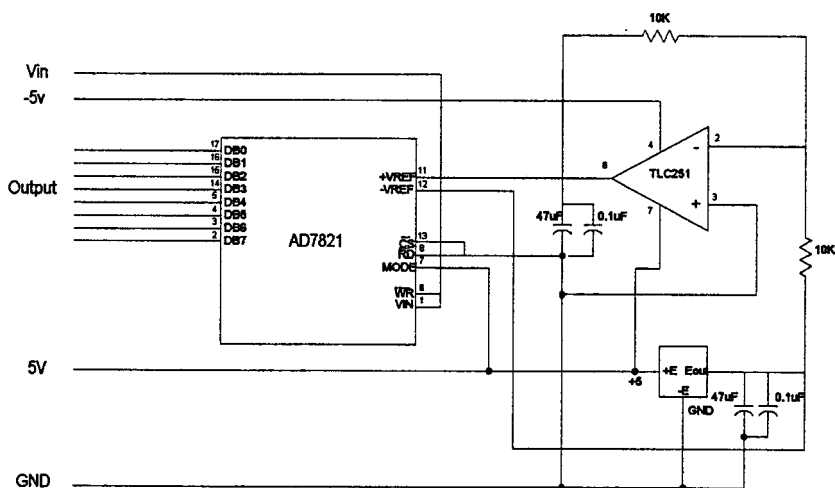 10K
Vin
-5v
17 DB0
16 DB1
15 DB2
14 DB3
5 DB4
4 DB5
3 DB6
2 DB7
Output
AD7821
+VREF 11
-VREF 12
CS 13
RD 8
MODE 7
WR 6
VIN 1
4
6
2
-
TLC251
+
3
7
47uF
0.1uF
10K
5V
+5
+E Eout
-E
GND
47uF
0.1uF
GND